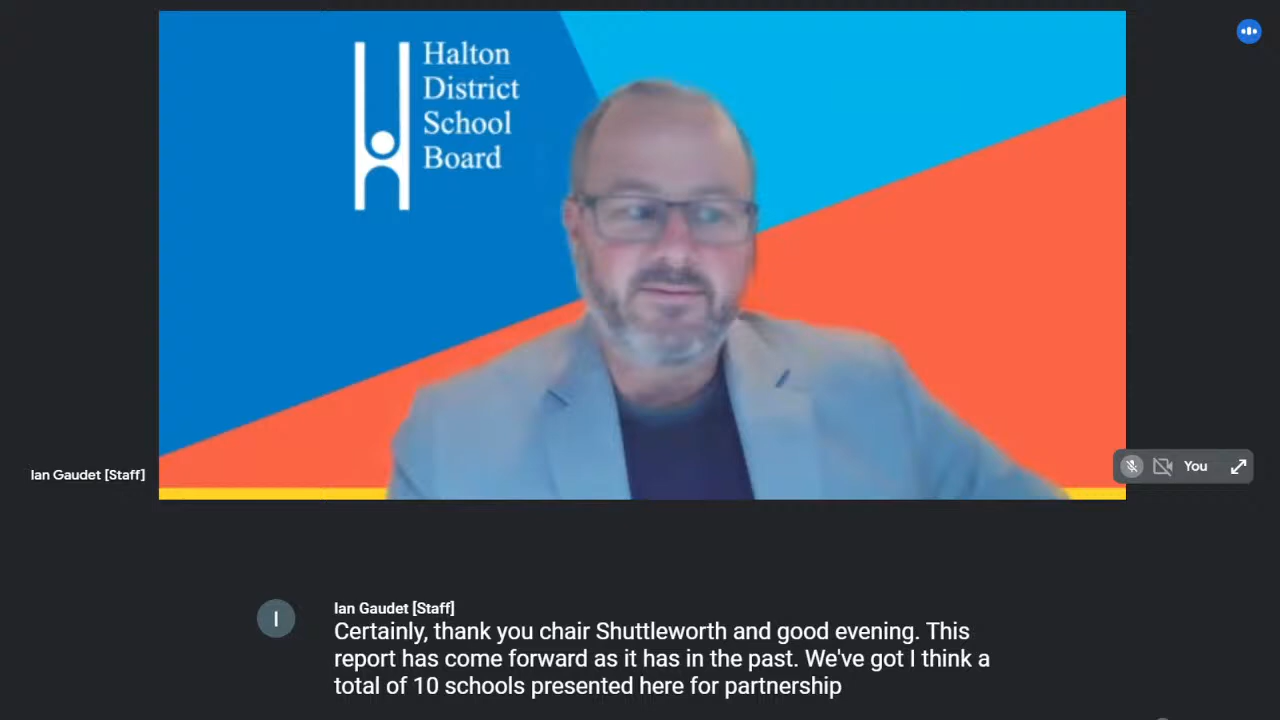 Halton
District
School
Board
Ian Gaudet [Staff]
You
I
Ian Gaudet [Staff]
Certainly, thank you chair Shuttleworth and good evening. This
report has come forward as it has in the past. We've got I think a
total of 10 schools presented here for partnership